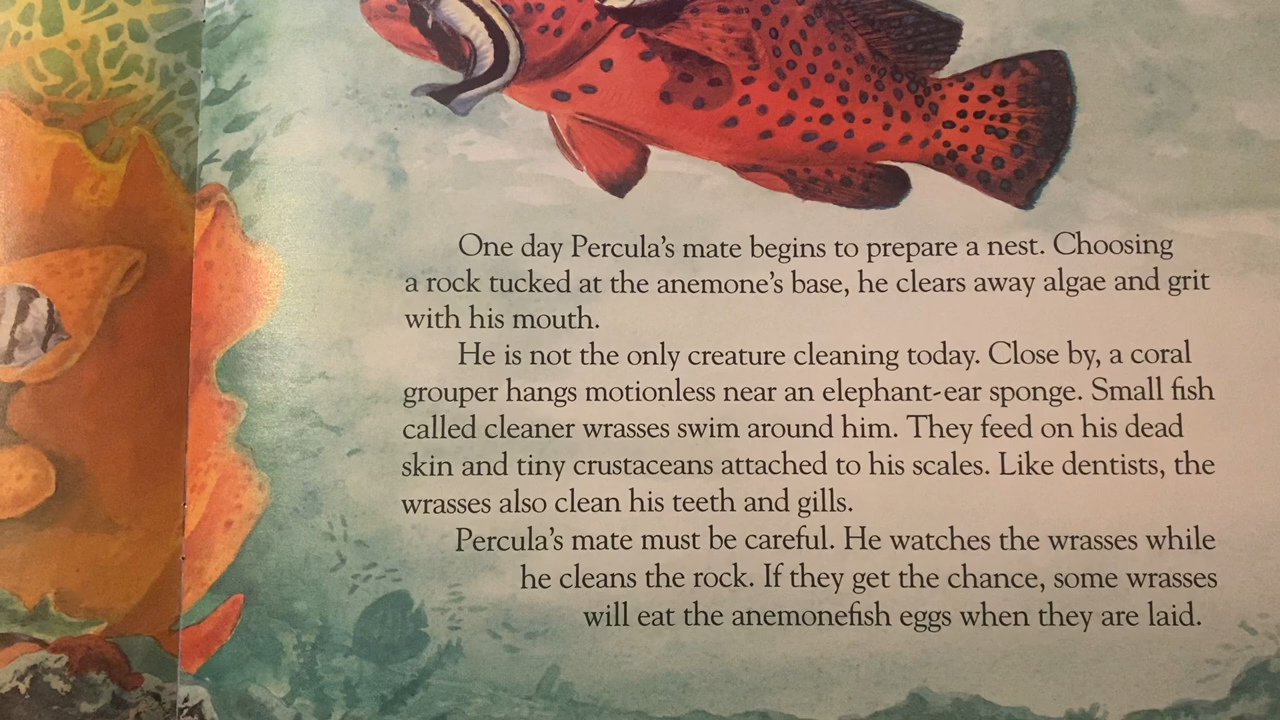 One day Percula's mate begins to prepare a nest. Choosing
a rock tucked at the anemone's base, he clears away algae and grit
with his mouth.
He is not the only creature cleaning today. Close by, a coral
grouper hangs motionless near an elephant-ear sponge. Small fish
called cleaner wrasses swim around him. They feed on his dead
skin and tiny crustaceans attached to his scales. Like dentists, the
wrasses also clean his teeth and gills.
Percula's mate must be careful. He watches the wrasses while
he cleans the rock. If they get the chance, some wrasses
will eat the anemonefish eggs when they are laid.